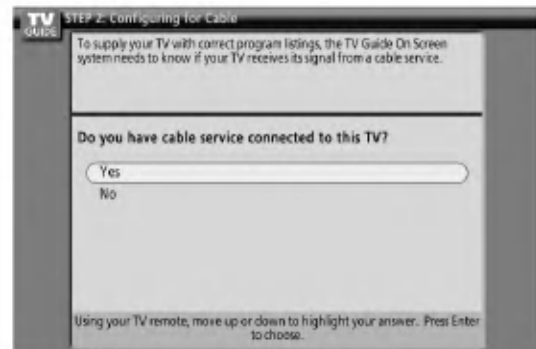 TV
GUIDE
STEP 2: Configuring for Cable
To supply your TV with correct program listings, the TV Guide On Screen
system needs to know if your TV receives its signal from a cable service.
Do you have cable service connected to this TV?
Yes
No
Using your TV remote, move up or down to highlight your answer. Press Enter
to choose.